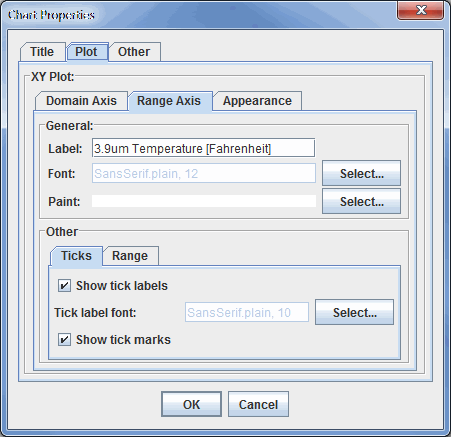 Chart Properties
Title Plot Other
XY Plot:
Domain Axis Range Axis Appearance
General:
Label: 3.9um Temperature [Fahrenheit]
Font: SansSerif.plain, 12 Select...
Paint: Select...
Other
Ticks Range
Show tick labels
Tick label font: SansSerif.plain, 10 Select...
Show tick marks
OK Cancel